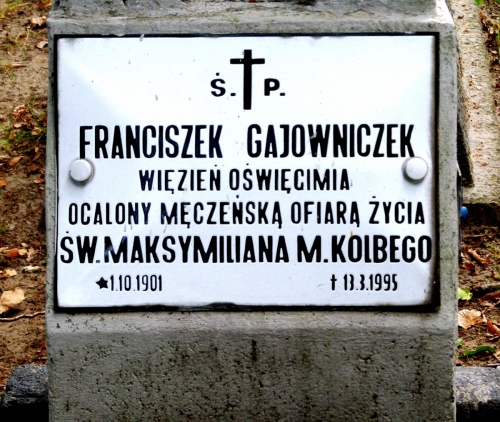 Ś. † P.
FRANCISZEK GAJOWNICZEK
WIĘZIEŃ OŚWIĘCIMIA
OCALONY MĘCZEŃSKĄ OFIARĄ ŻYCIA
ŚW. MAKSYMILIANA M. KOLBEGO
★1.10.1901 † 13.3.1995